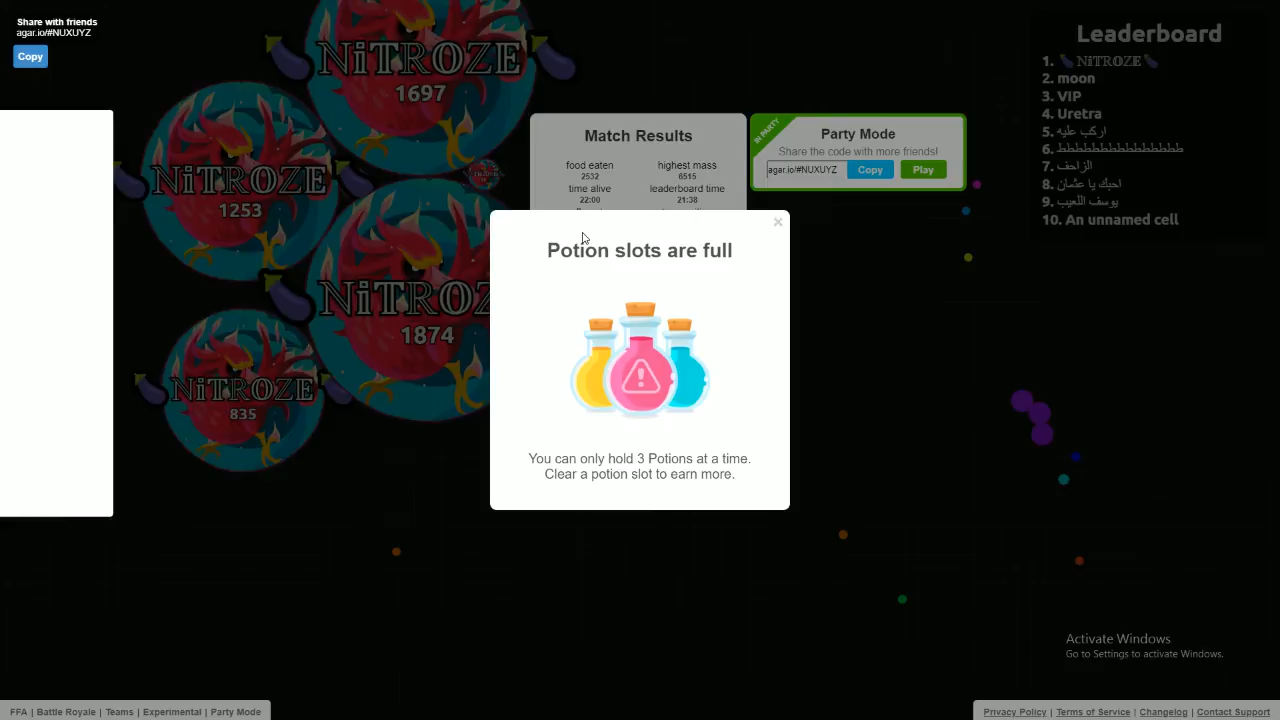 Share with friends
agar.io/#NUXUYZ
Copy
NiTROZE
1697
NiTROZE
1253
NiTROZE
1874
NiTROZE
835
Match Results
food eaten
2532
highest mass
6515
time alive
22:00
leaderboard time
21:38
IN PARTY
Party Mode
Share the code with more friends!
agar.io/#NUXUYZ
Copy
Play
Leaderboard
1. 🍆 NiTROZE 🍆
2. moon
3. VIP
4. Uretra
5. اركب عليه
7. الزاحف
8. احبك يا عثمان
9. يوسف اللعيب
10. An unnamed cell
×
Potion slots are full
You can only hold 3 Potions at a time.
Clear a potion slot to earn more.
Activate Windows
Go to Settings to activate Windows.
FFA | Battle Royale | Teams | Experimental | Party Mode
Privacy Policy | Terms of Service | Changelog | Contact Support